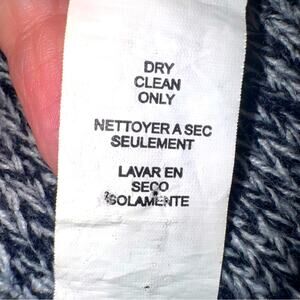 DRY
CLEAN
ONLY
NETTOYER A SEC
SEULEMENT
LAVAR EN
SECO
SOLAMENTE